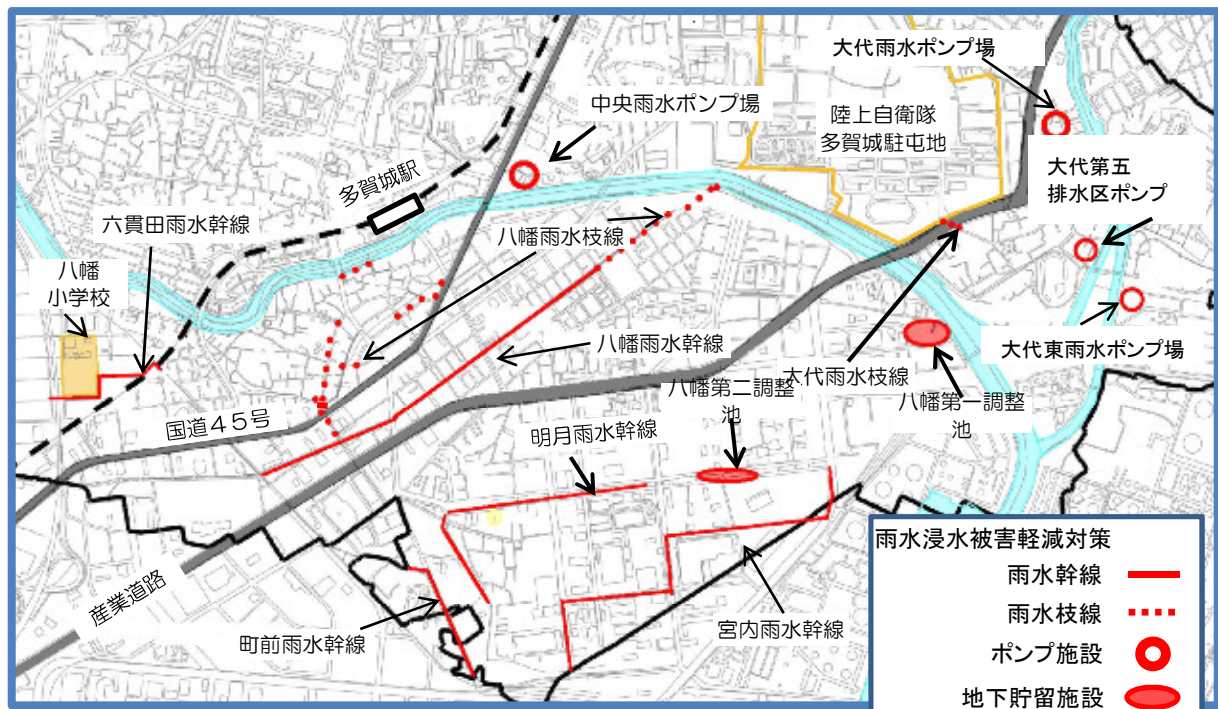 大代雨水ポンプ場
中央雨水ポンプ場
陸上自衛隊
多賀城駐屯地
大代第五
排水区ポンプ
多賀城駅
六貫田雨水幹線
八幡雨水枝線
八幡
小学校
大代東雨水ポンプ場
八幡雨水幹線
大代雨水枝線
八幡第二調整
池
八幡第一調整
池
国道45号
明月雨水幹線
産業道路
町前雨水幹線
宮内雨水幹線
雨水浸水被害軽減対策
雨水幹線
雨水枝線
ポンプ施設
地下貯留施設